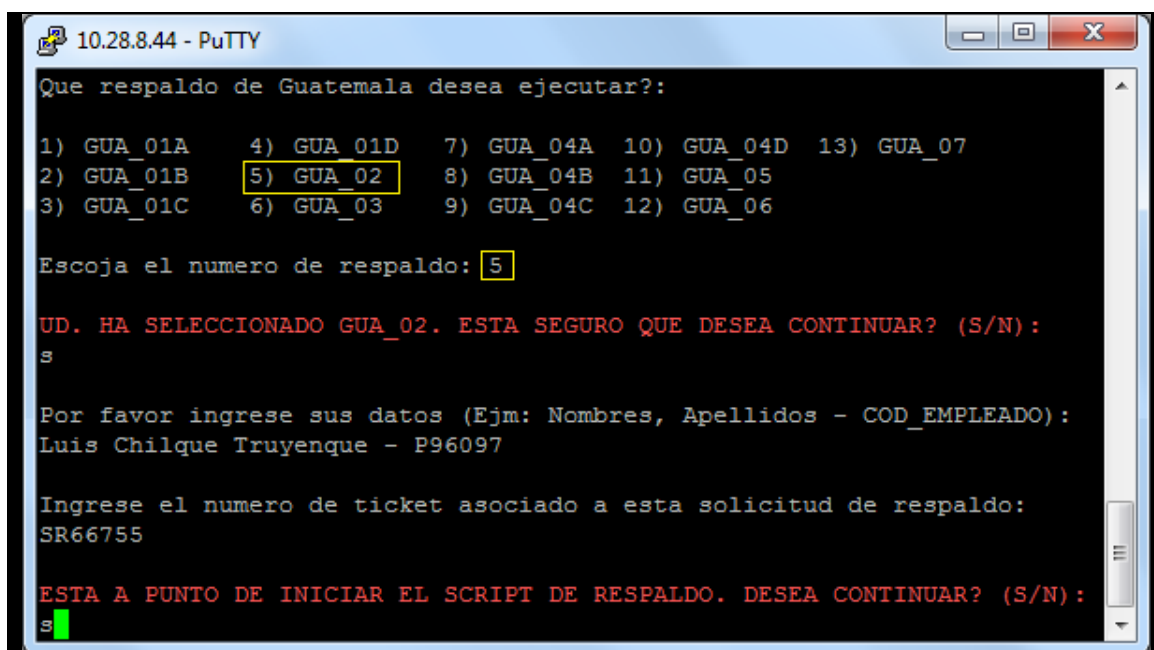 10.28.8.44 - PuTTY
Que respaldo de Guatemala desea ejecutar?:
1) GUA_01A 4) GUA_01D 7) GUA_04A 10) GUA_04D 13) GUA_07
2) GUA_01B 5) GUA_02 8) GUA_04B 11) GUA_05
3) GUA_01C 6) GUA_03 9) GUA_04C 12) GUA_06
Escoja el numero de respaldo: 5
UD. HA SELECCIONADO GUA_02. ESTA SEGURO QUE DESEA CONTINUAR? (S/N):
s
Por favor ingrese sus datos (Ejm: Nombres, Apellidos - COD_EMPLEADO):
Luis Chilque Truyenque - P96097
Ingrese el numero de ticket asociado a esta solicitud de respaldo:
SR66755
ESTA A PUNTO DE INICIAR EL SCRIPT DE RESPALDO. DESEA CONTINUAR? (S/N):
s